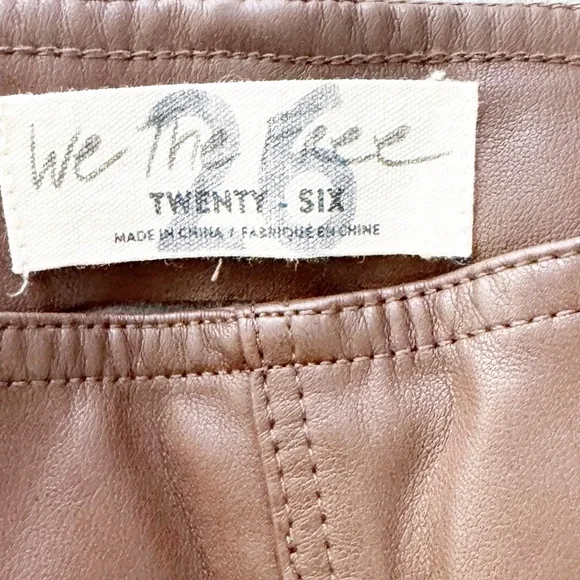 26
We The Free
TWENTY - SIX
MADE IN CHINA / FABRIQUE EN CHINE